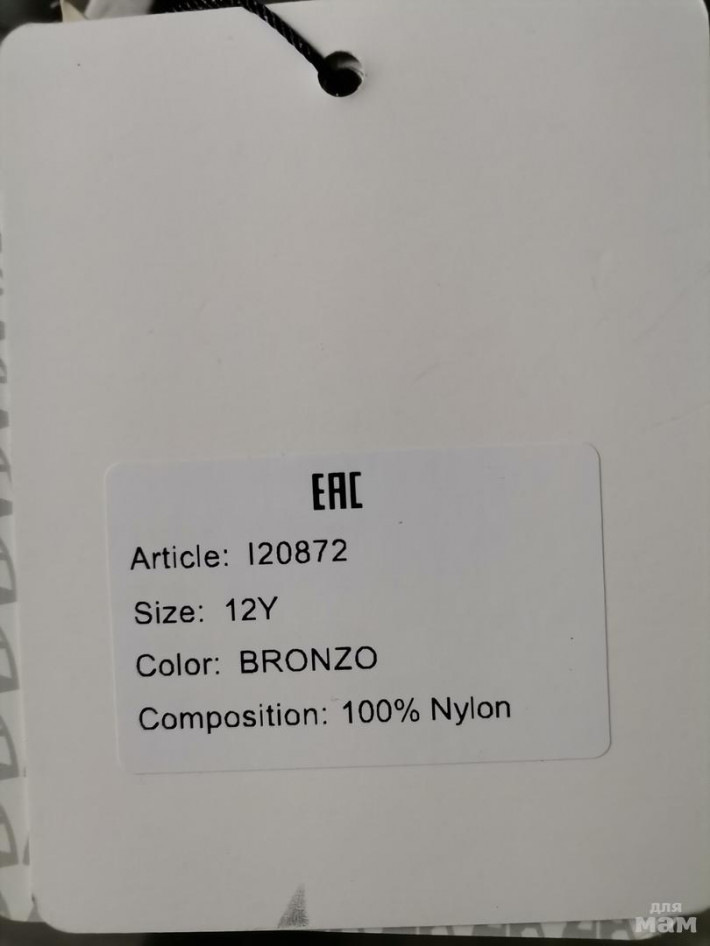 EAC
Article: I20872
Size: 12Y
Color: BRONZO
Composition: 100% Nylon
для
мам